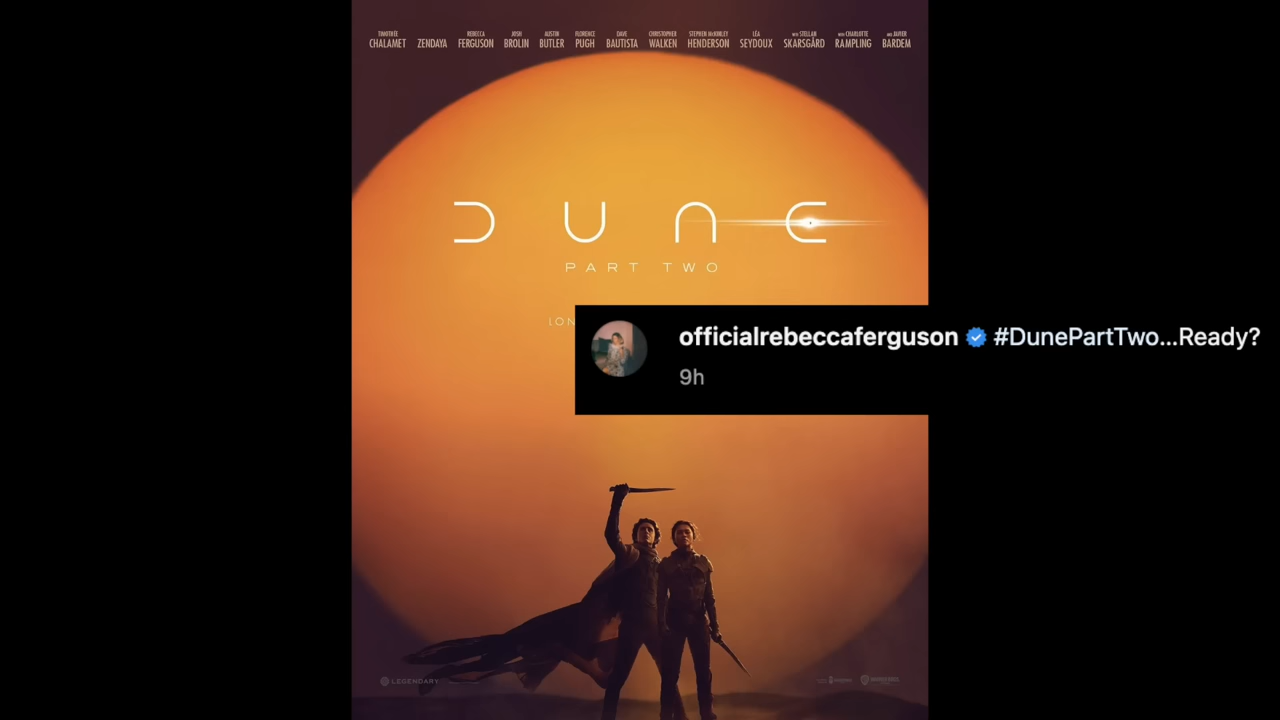 TIMOTHÉE CHALAMET ZENDAYA REBECCA FERGUSON JOSH BROLIN AUSTIN BUTLER FLORENCE PUGH DAVE BAUTISTA CHRISTOPHER WALKEN STEPHEN McKINLEY HENDERSON LÉA SEYDOUX WITH STELLAN SKARSGÅRD WITH CHARLOTTE RAMPLING AND JAVIER BARDEM
DUNE
PART TWO
LON
officialrebeccaferguson #DunePartTwo...Ready?
9h
LEGENDARY